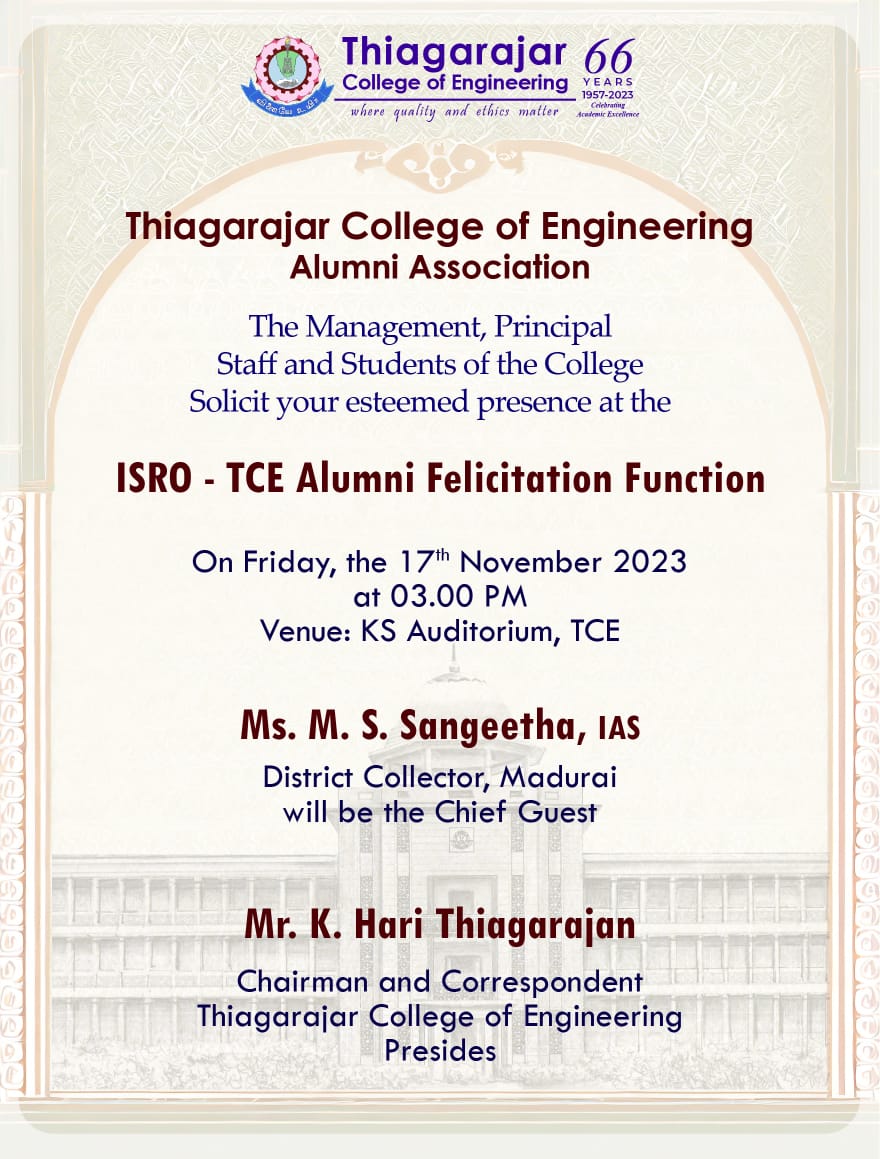 Thiagarajar
College of Engineering
where quality and ethics matter
66
YEARS
1957-2023
Celebrating
Academic Excellence
Thiagarajar College of Engineering
Alumni Association
The Management, Principal
Staff and Students of the College
Solicit your esteemed presence at the
ISRO - TCE Alumni Felicitation Function
On Friday, the 17th November 2023
at 03.00 PM
Venue: KS Auditorium, TCE
Ms. M. S. Sangeetha, IAS
District Collector, Madurai
will be the Chief Guest
Mr. K. Hari Thiagarajan
Chairman and Correspondent
Thiagarajar College of Engineering
Presides